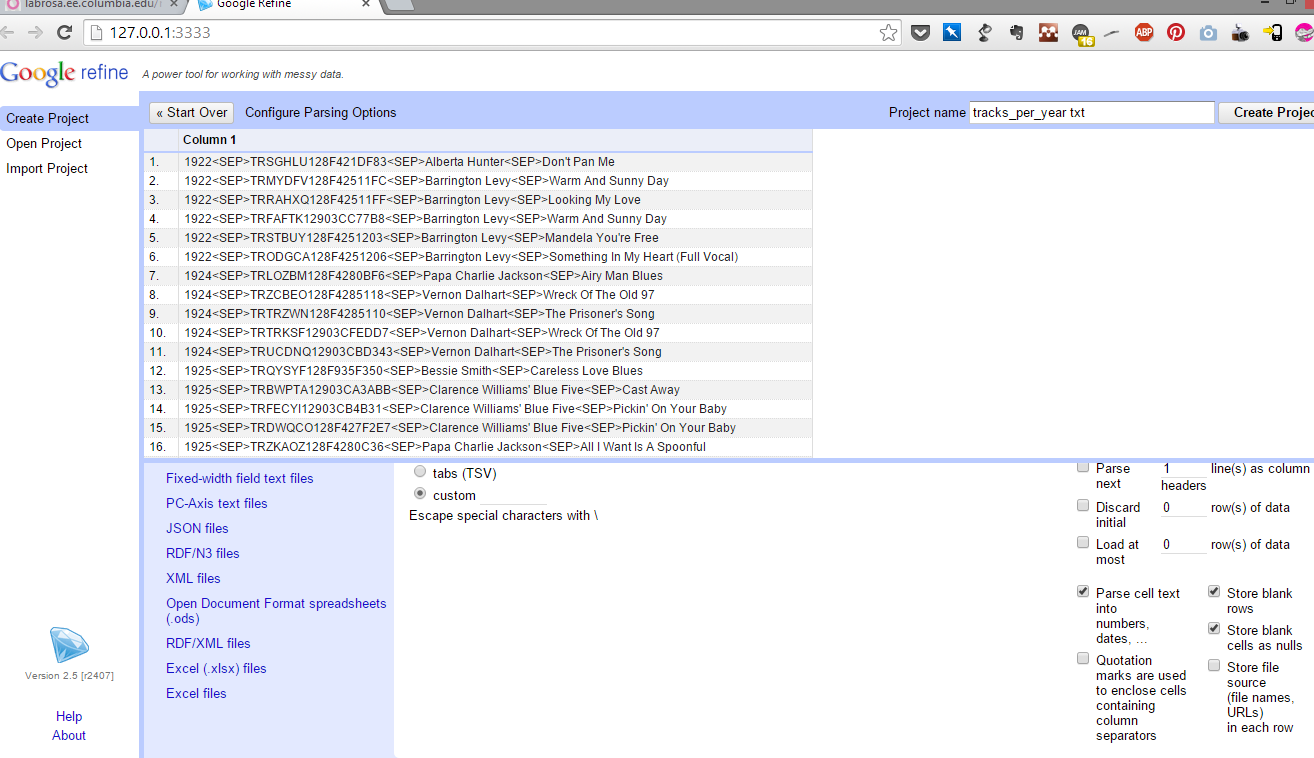 labrosa.ee.columbia.edu/
Google Refine
127.0.0.1:3333
JAM
16
ABP
Google refine
A power tool for working with messy data.
Create Project
Open Project
Import Project
« Start Over
Configure Parsing Options
Project name
tracks_per_year txt
Create Projec
Column 1
1. 1922<SEP>TRSGHLU128F421DF83<SEP>Alberta Hunter<SEP>Don't Pan Me
2. 1922<SEP>TRMYDFV128F42511FC<SEP>Barrington Levy<SEP>Warm And Sunny Day
3. 1922<SEP>TRRAHXQ128F42511FF<SEP>Barrington Levy<SEP>Looking My Love
4. 1922<SEP>TRFAFTK12903CC77B8<SEP>Barrington Levy<SEP>Warm And Sunny Day
5. 1922<SEP>TRSTBUY128F4251203<SEP>Barrington Levy<SEP>Mandela You're Free
6. 1922<SEP>TRODGCA128F4251206<SEP>Barrington Levy<SEP>Something In My Heart (Full Vocal)
7. 1924<SEP>TRLOZBM128F4280BF6<SEP>Papa Charlie Jackson<SEP>Airy Man Blues
8. 1924<SEP>TRZCBEO128F4285118<SEP>Vernon Dalhart<SEP>Wreck Of The Old 97
9. 1924<SEP>TRTRZWN128F4285110<SEP>Vernon Dalhart<SEP>The Prisoner's Song
10. 1924<SEP>TRTRKSF12903CFEDD7<SEP>Vernon Dalhart<SEP>Wreck Of The Old 97
11. 1924<SEP>TRUCDNQ12903CBD343<SEP>Vernon Dalhart<SEP>The Prisoner's Song
12. 1925<SEP>TRQYSYF128F935F350<SEP>Bessie Smith<SEP>Careless Love Blues
13. 1925<SEP>TRBWPTA12903CA3ABB<SEP>Clarence Williams' Blue Five<SEP>Cast Away
14. 1925<SEP>TRFECYI12903CB4B31<SEP>Clarence Williams' Blue Five<SEP>Pickin' On Your Baby
15. 1925<SEP>TRDWQCO128F427F2E7<SEP>Clarence Williams' Blue Five<SEP>Pickin' On Your Baby
16. 1925<SEP>TRZKAOZ128F4280C36<SEP>Papa Charlie Jackson<SEP>All I Want Is A Spoonful
Fixed-width field text files
PC-Axis text files
JSON files
RDF/N3 files
XML files
Open Document Format spreadsheets
(.ods)
RDF/XML files
Excel (.xlsx) files
Excel files
tabs (TSV)
custom
Escape special characters with \
Parse
next
1
line(s) as column
headers
Discard
initial
0
row(s) of data
Load at
most
0
row(s) of data
Parse cell text
into
numbers,
dates, ...
Quotation
marks are used
to enclose cells
containing
column
separators
Store blank
rows
Store blank
cells as nulls
Store file
source
(file names,
URLs)
in each row
Version 2.5 [r2407]
Help
About